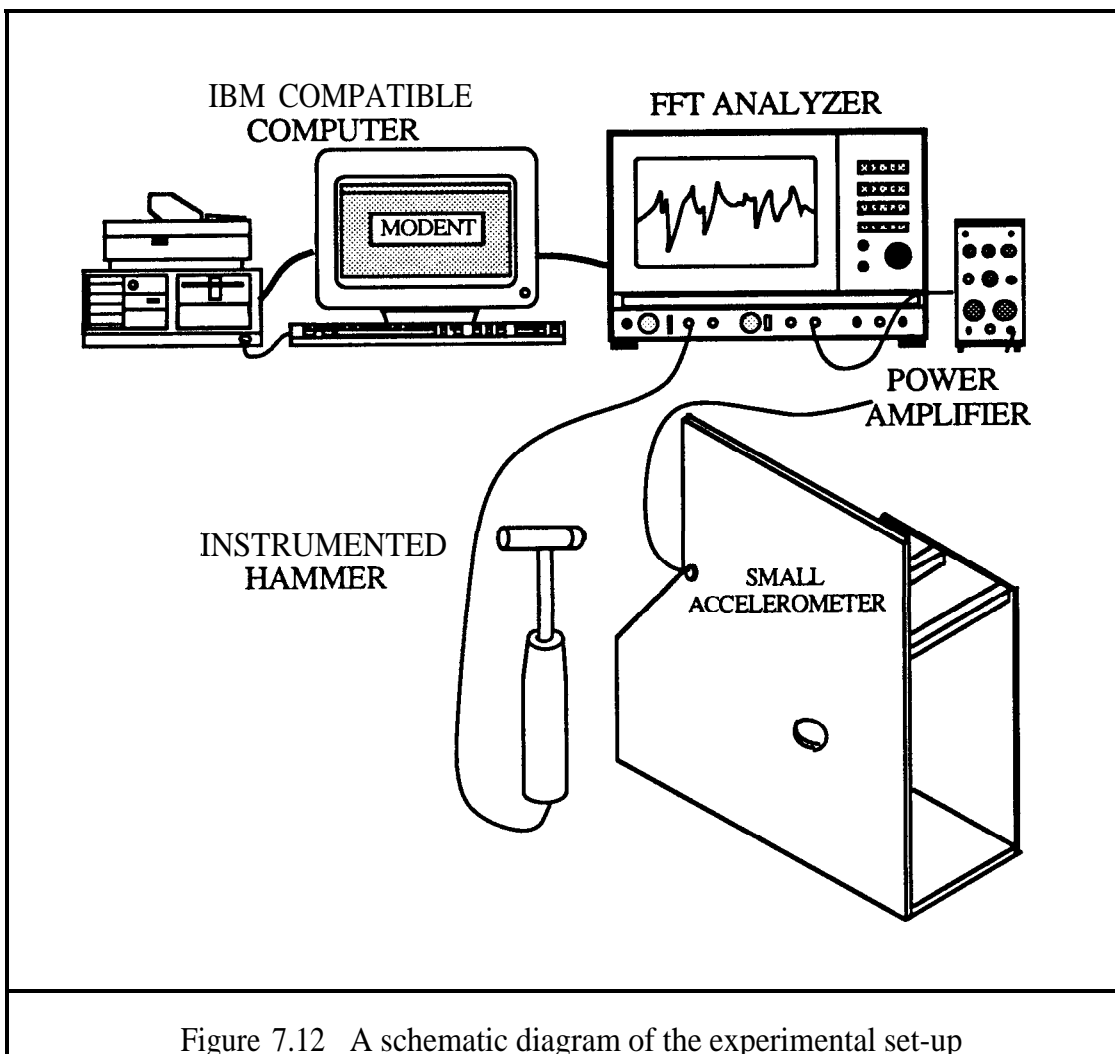 IBM COMPATIBLE
COMPUTER
FFT ANALYZER
MODENT
POWER
AMPLIFIER
INSTRUMENTED
HAMMER
SMALL
ACCELEROMETER
Figure 7.12 A schematic diagram of the experimental set-up